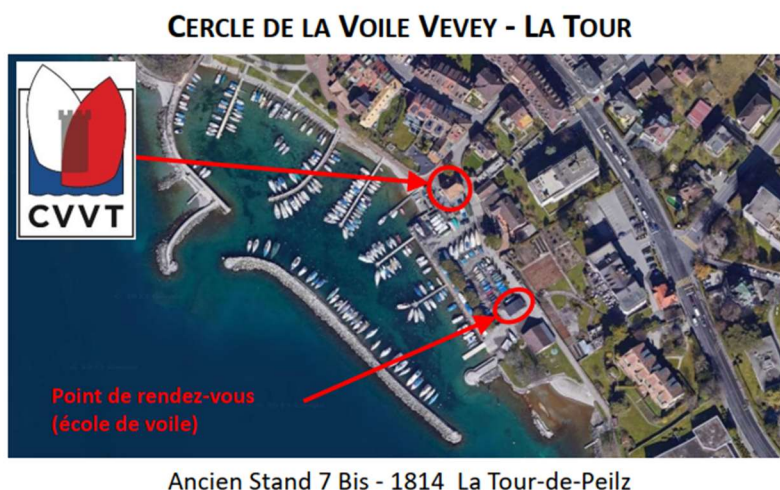 CERCLE DE LA VOILE VEVEY - LA TOUR
CVVT
Point de rendez-vous
(école de voile)
Ancien Stand 7 Bis - 1814 La Tour-de-Peilz